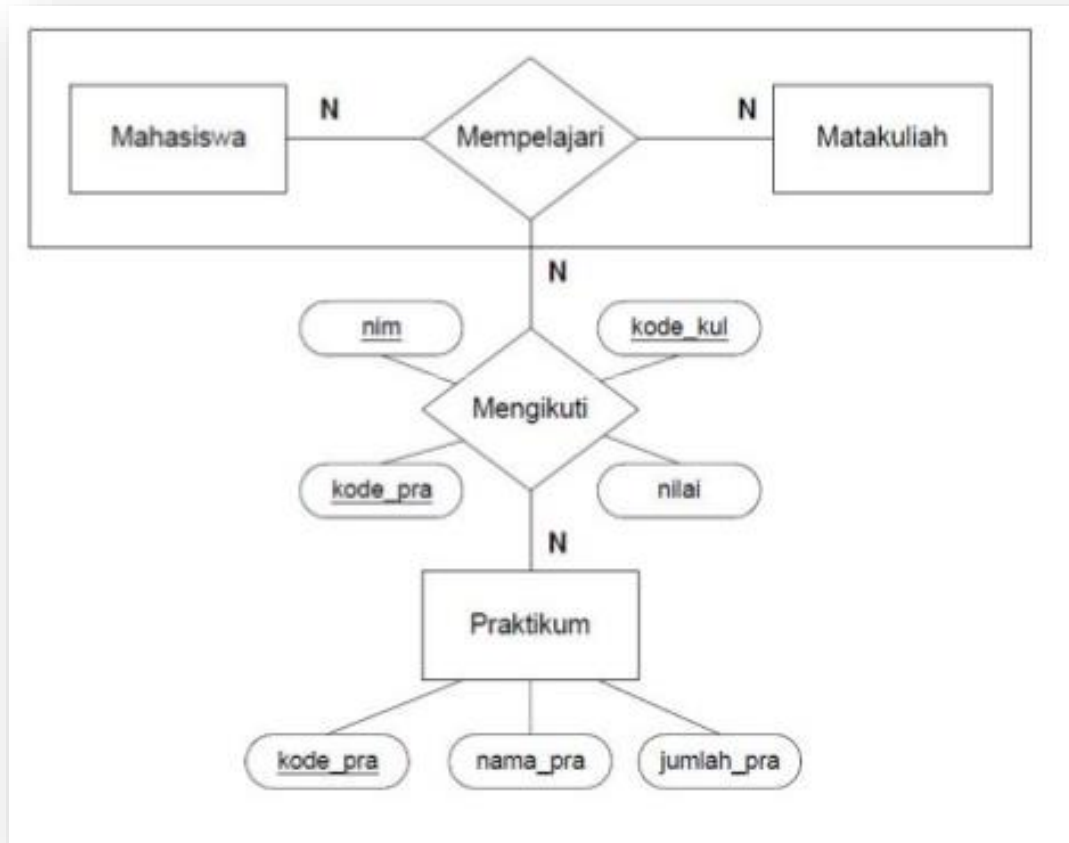 N
N
Mahasiswa
Mempelajari
Matakuliah
N
nim
kode_kul
Mengikuti
kode_pra
nilai
N
Praktikum
kode_pra
nama_pra
jumlah_pra